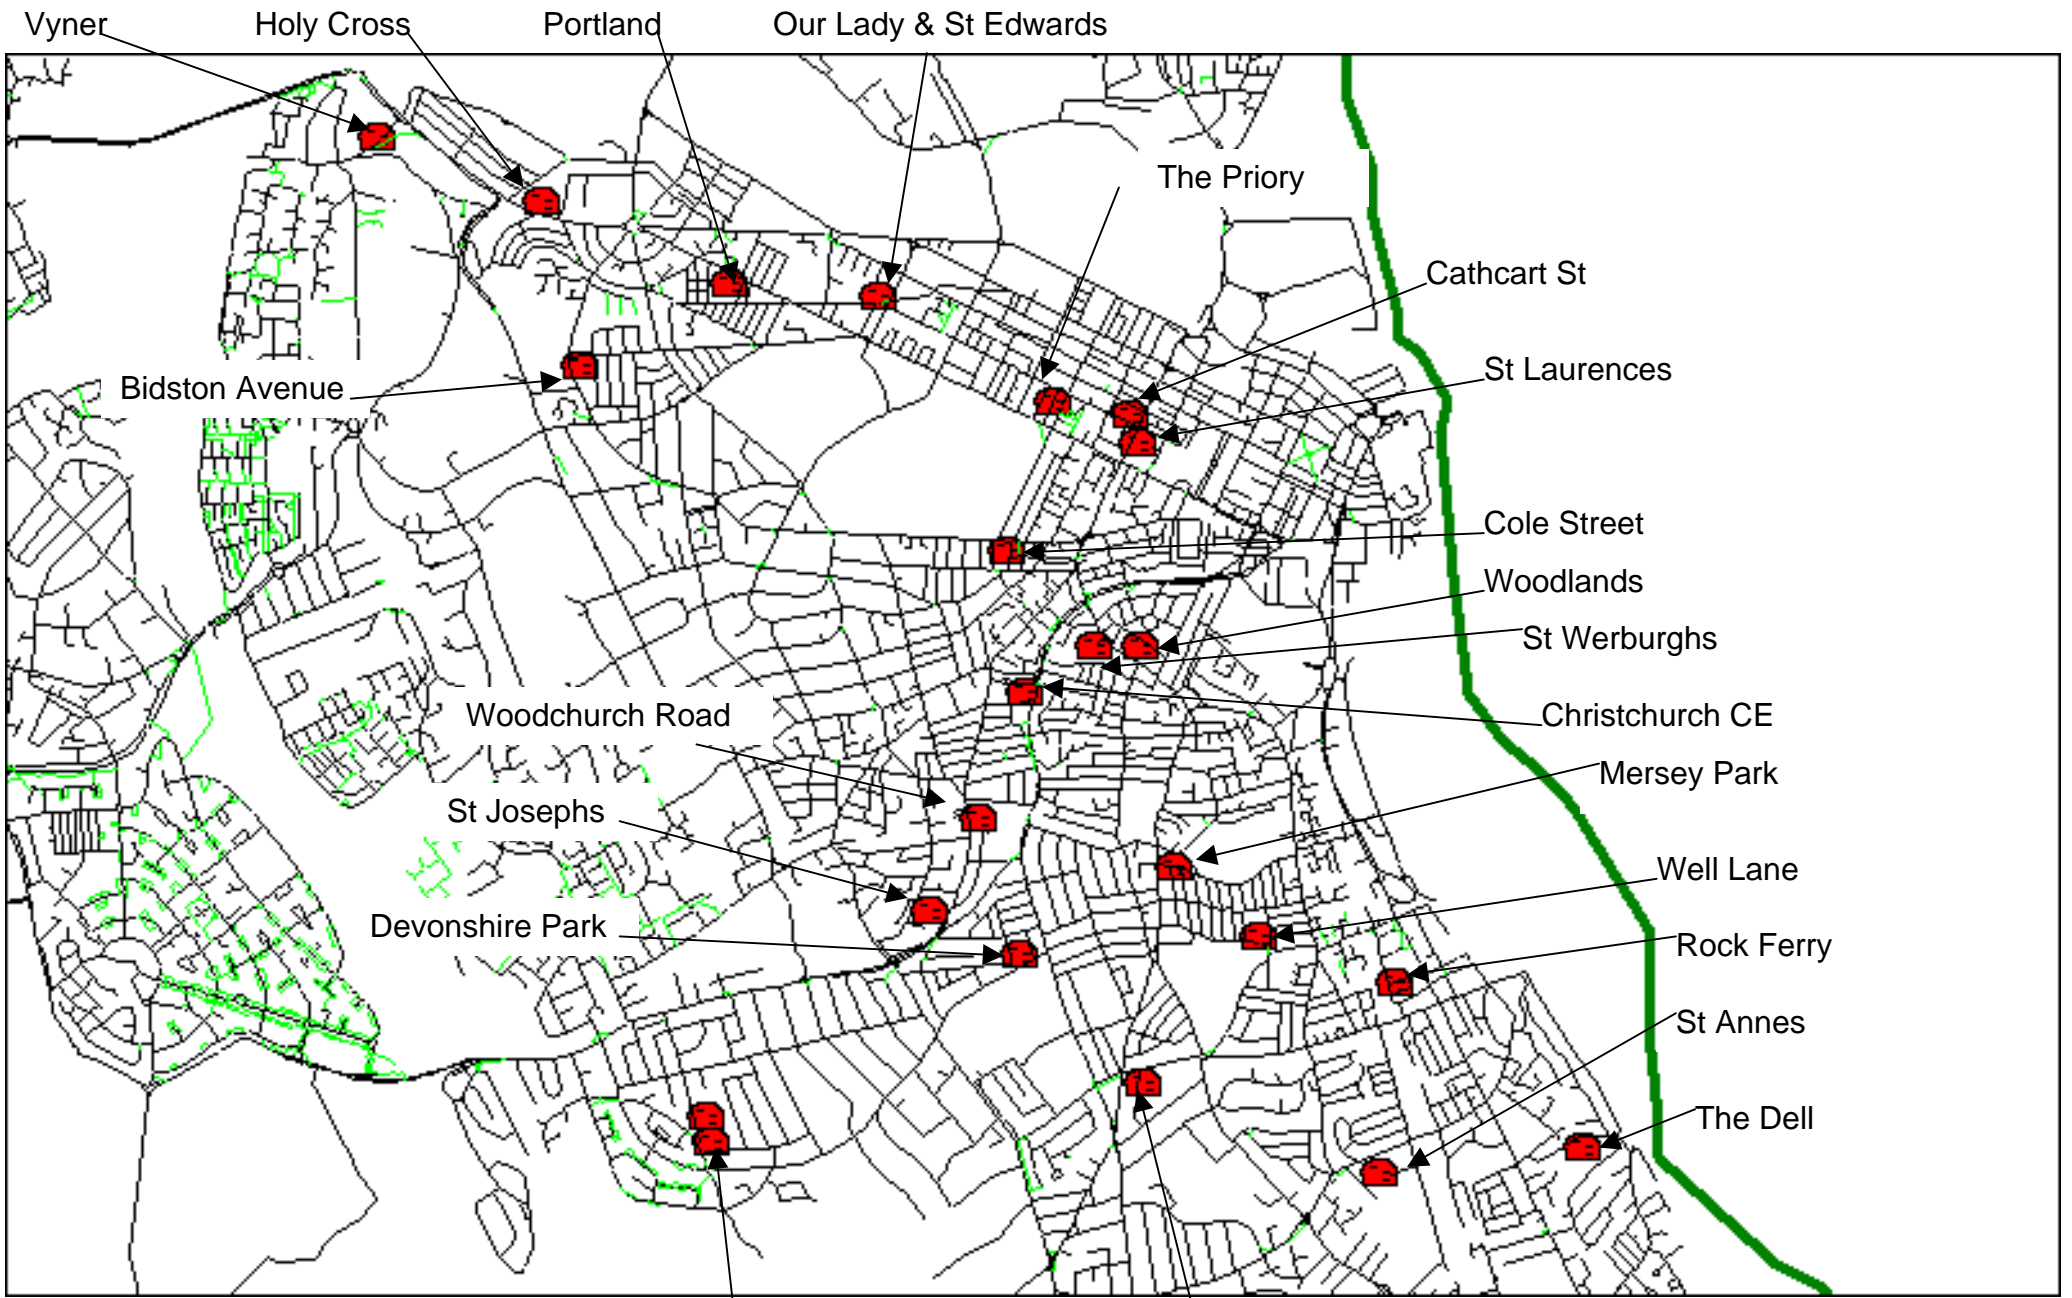 Vyner
Holy Cross
Portland
Our Lady & St Edwards
The Priory
Cathcart St
St Laurences
Bidston Avenue
Cole Street
Woodlands
St Werburghs
Woodchurch Road
Christchurch CE
Mersey Park
St Josephs
Well Lane
Devonshire Park
Rock Ferry
St Annes
The Dell